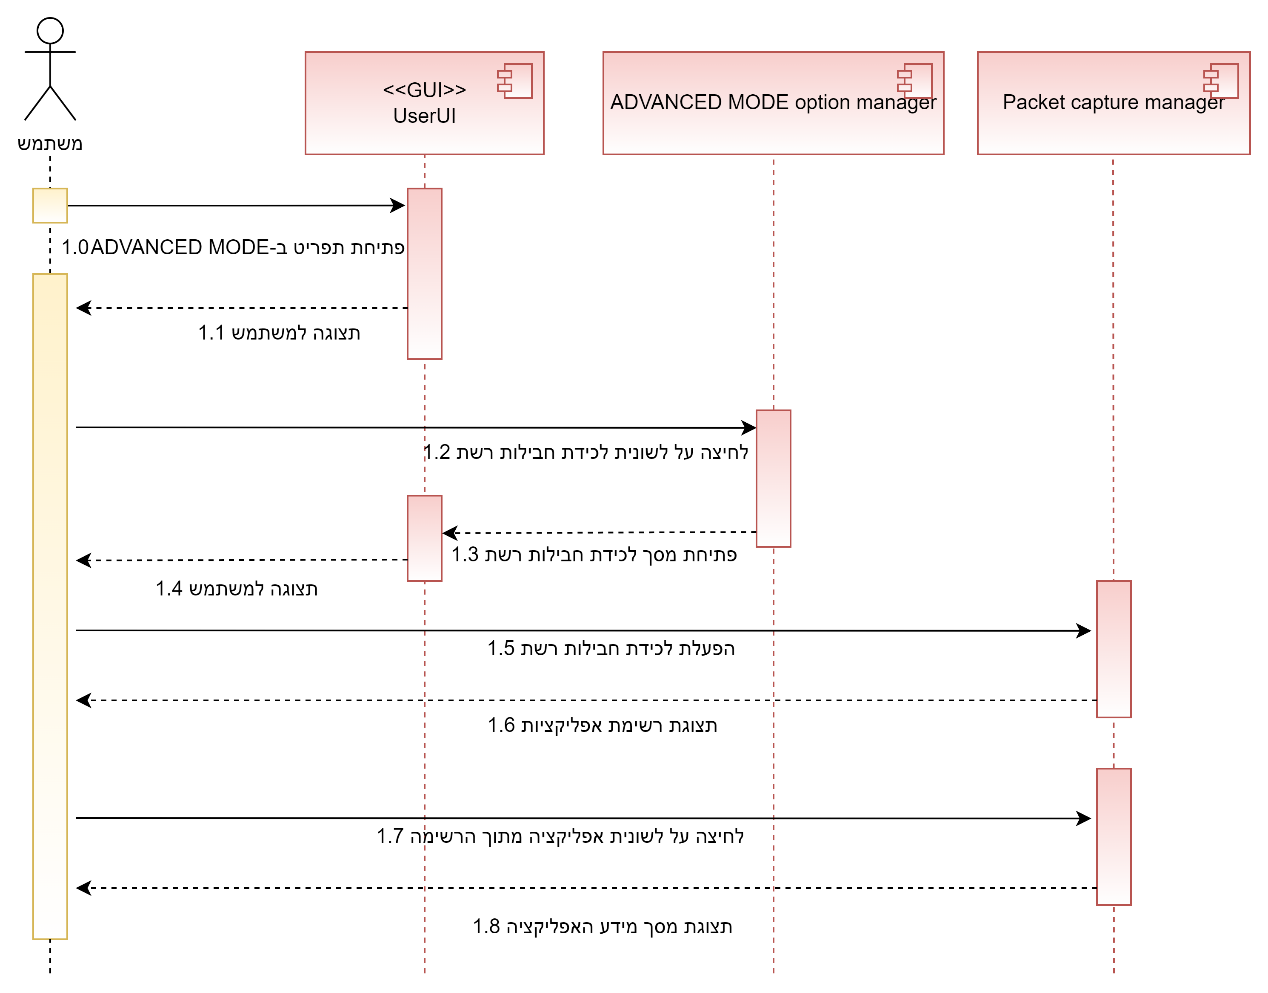 משתמש
<<GUI>>
UserUI
ADVANCED MODE option manager
Packet capture manager
1.0 פתיחת תפריט ב-ADVANCED MODE
1.1 תצוגה למשתמש
1.2 לחיצה על לשונית לכידת חבילות רשת
1.3 פתיחת מסך לכידת חבילות רשת
1.4 תצוגה למשתמש
1.5 הפעלת לכידת חבילות רשת
1.6 תצוגת רשימת אפליקציות
1.7 לחיצה על לשונית אפליקציה מתוך הרשימה
1.8 תצוגת מסך מידע האפליקציה